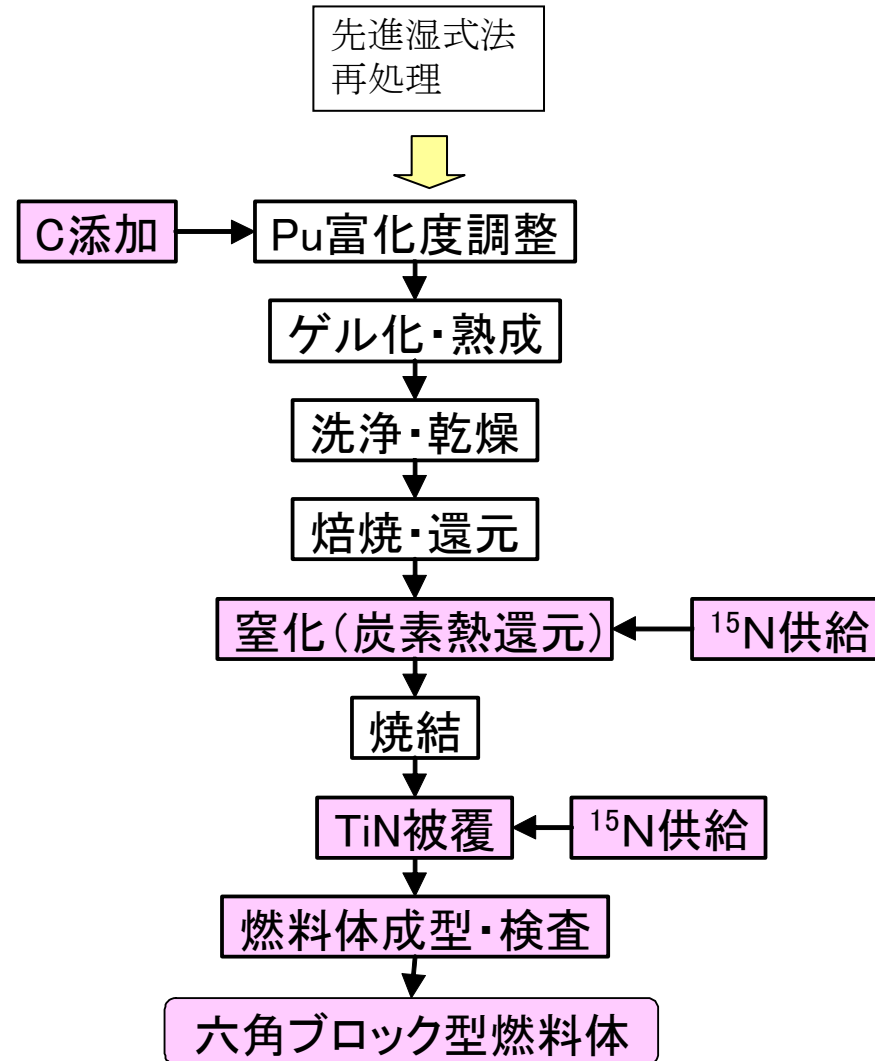 先進湿式法
再処理
C添加
Pu富化度調整
ゲル化・熟成
洗浄・乾燥
焙焼・還元
窒化(炭素熱還元)
¹⁵N供給
焼結
TiN被覆
¹⁵N供給
燃料体成型・検査
六角ブロック型燃料体